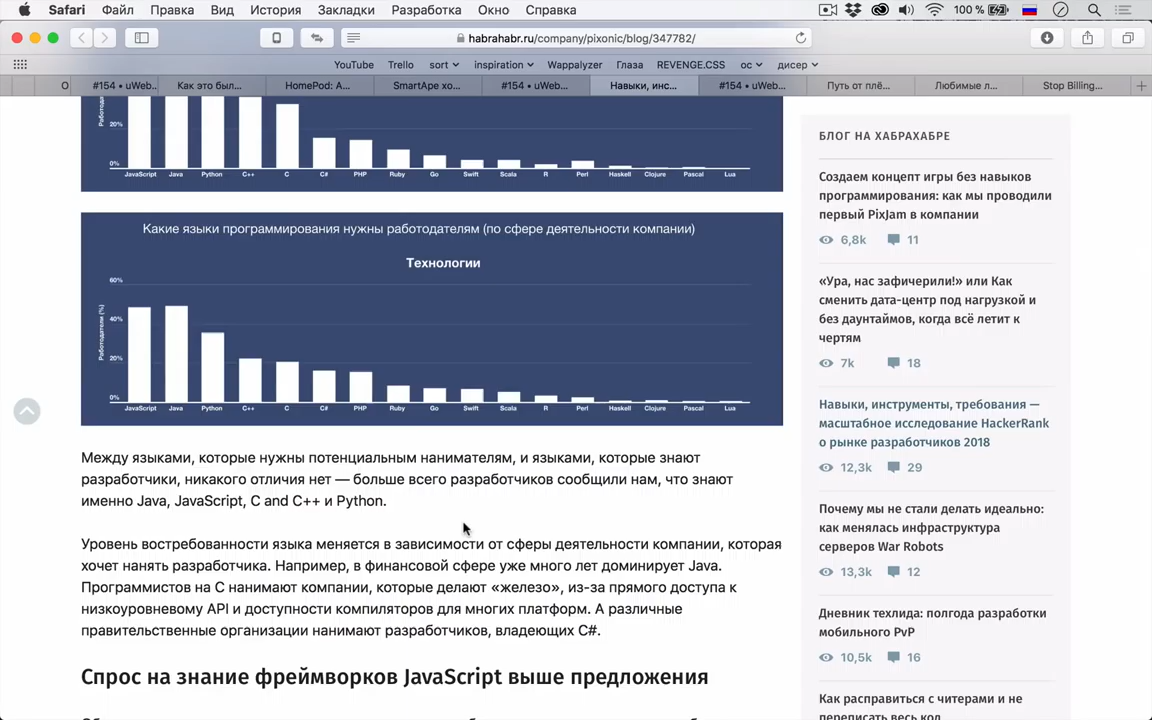 Safari Файл Правка Вид История Закладки Разработка Окно Справка 100 %
habrahabr.ru/company/pixonic/blog/347782/
YouTube Trello sort inspiration Wappalyzer Глаза REVENGE.CSS ос дисер
О #154 • uWeb... Как это был... HomePod: A... SmartApe хо... #154 • uWeb... Навыки, инс... #154 • uWeb... Путь от плё... Любимые л... Stop Billing...
20%
0%
JavaScript Java Python C++ C C# PHP Ruby Go Swift Scala R Perl Haskell Clojure Pascal Lua
Какие языки программирования нужны работодателям (по сфере деятельности компании)
Технологии
Работодатели (%)
60%
40%
20%
0%
JavaScript Java Python C++ C C# PHP Ruby Go Swift Scala R Perl Haskell Clojure Pascal Lua
Между языками, которые нужны потенциальным нанимателям, и языками, которые знают
разработчики, никакого отличия нет — больше всего разработчиков сообщили нам, что знают
именно Java, JavaScript, C and C++ и Python.
Уровень востребованности языка меняется в зависимости от сферы деятельности компании, которая
хочет нанять разработчика. Например, в финансовой сфере уже много лет доминирует Java.
Программистов на C нанимают компании, которые делают «железо», из-за прямого доступа к
низкоуровневому API и доступности компиляторов для многих платформ. А различные
правительственные организации нанимают разработчиков, владеющих C#.
Спрос на знание фреймворков JavaScript выше предложения
БЛОГ НА ХАБРАХАБРЕ
Создаем концепт игры без навыков
программирования: как мы проводили
первый PixJam в компании
6,8k 11
«Ура, нас зафичерили!» или Как
сменить дата-центр под нагрузкой и
без даунтаймов, когда всё летит к
чертям
7k 18
Навыки, инструменты, требования —
масштабное исследование HackerRank
о рынке разработчиков 2018
12,3k 29
Почему мы не стали делать идеально:
как менялась инфраструктура
серверов War Robots
13,3k 12
Дневник техлида: полгода разработки
мобильного PvP
10,5k 16
Как расправиться с читерами и не
переписать весь код